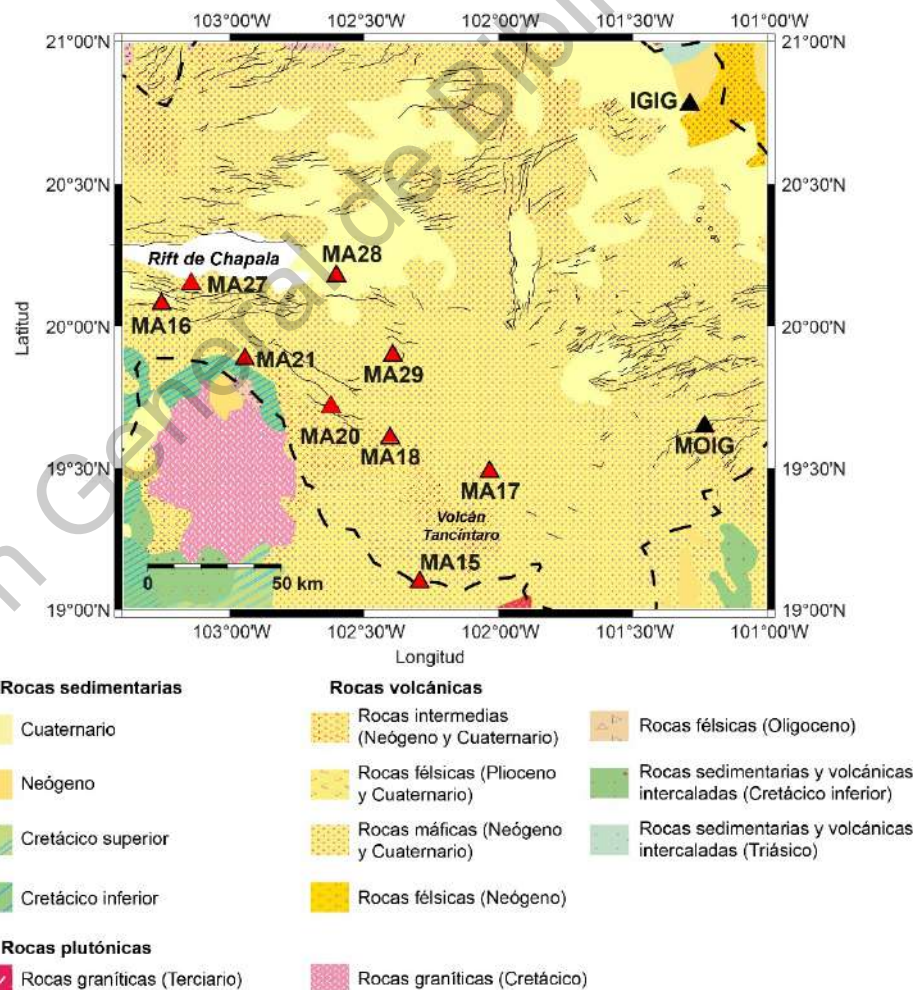 n General de Bibli
103°00'W 102°30'W 102°00'W 101°30'W 101°00'W
21°00'N 21°00'N
IGIG
20°30'N 20°30'N
Rift de Chapala
MA28
MA27
MA16
20°00'N 20°00'N
Latitud
MA21
MA29
MA20
MA18
MOIG
19°30'N 19°30'N
MA17
Volcán
Tancíntaro
MA15
0 50 km
19°00'N 19°00'N
103°00'W 102°30'W 102°00'W 101°30'W 101°00'W
Longitud
Rocas sedimentarias
Cuaternario
Neógeno
Cretácico superior
Cretácico inferior
Rocas volcánicas
Rocas intermedias
(Neógeno y Cuaternario)
Rocas félsicas (Plioceno
y Cuaternario)
Rocas máficas (Neógeno
y Cuaternario)
Rocas félsicas (Neógeno)
Rocas félsicas (Oligoceno)
Rocas sedimentarias y volcánicas
intercaladas (Cretácico inferior)
Rocas sedimentarias y volcánicas
intercaladas (Triásico)
Rocas plutónicas
Rocas graníticas (Terciario)
Rocas graníticas (Cretácico)